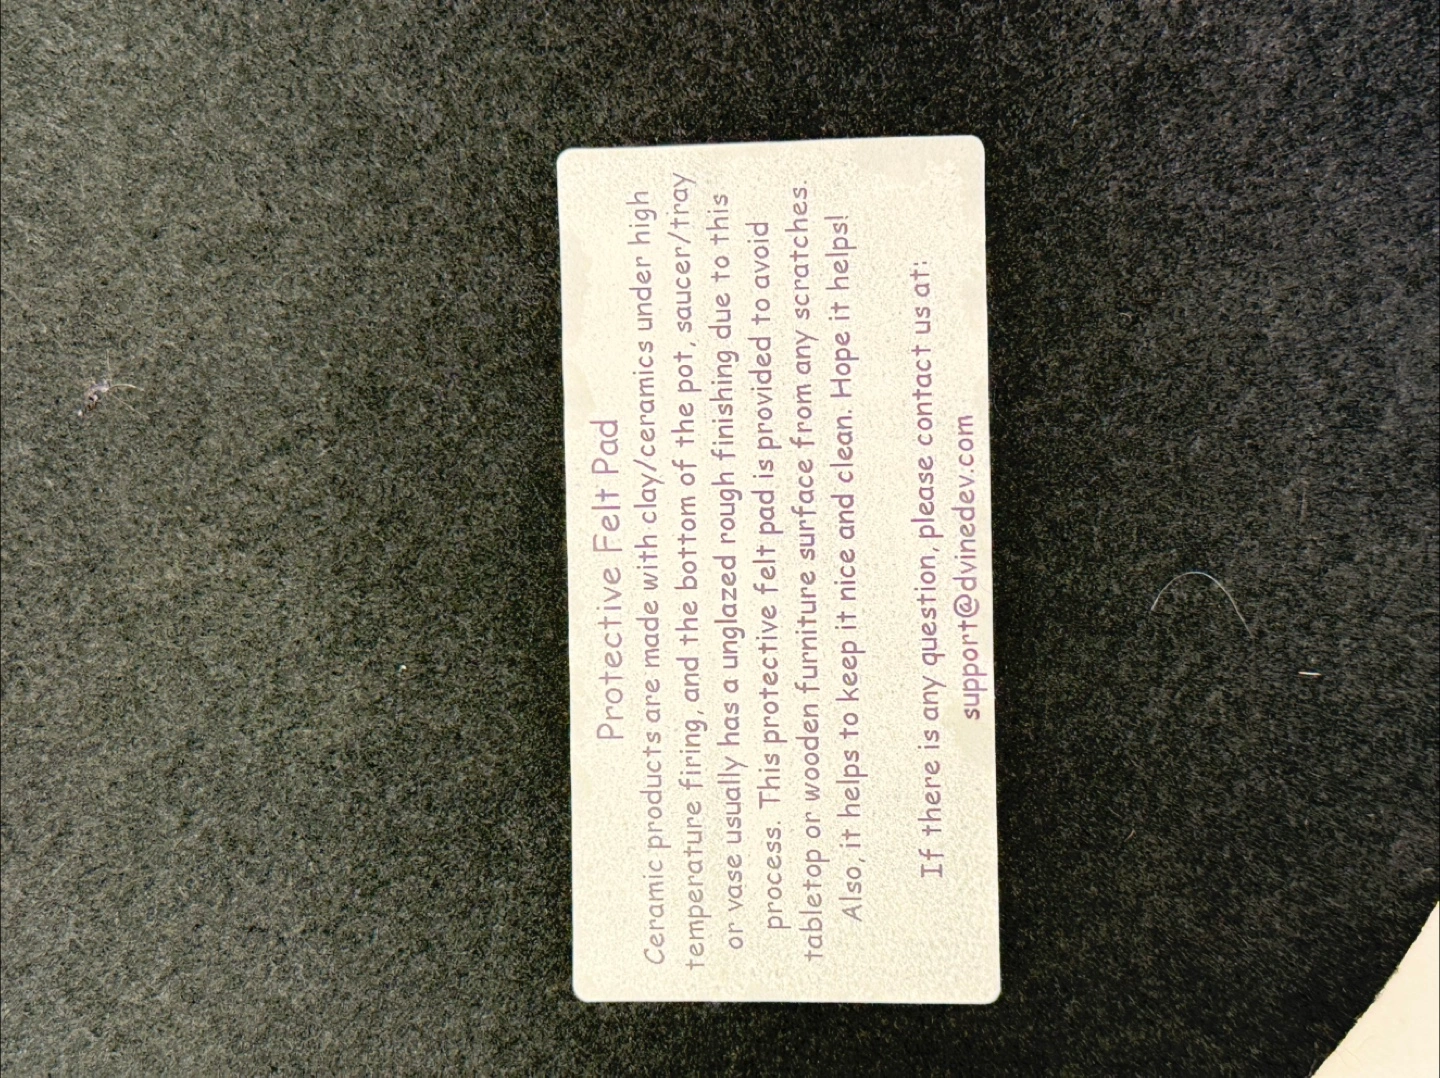 Protective Felt Pad
Ceramic products are made with clay/ceramics under high
temperature firing, and the bottom of the pot, saucer/tray
or vase usually has a unglazed rough finishing due to this
process. This protective felt pad is provided to avoid
tabletop or wooden furniture surface from any scratches.
Also, it helps to keep it nice and clean. Hope it helps!
If there is any question, please contact us at:
support@dvinedev.com